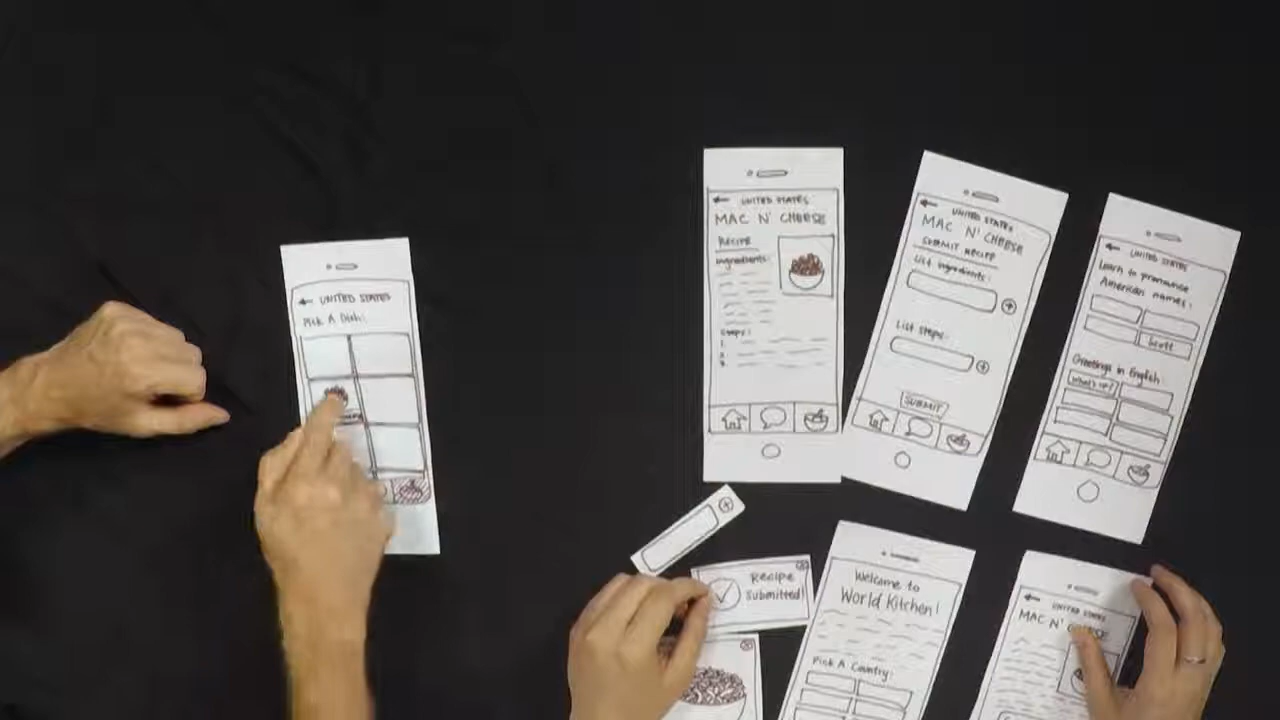 UNITED STATES
Pick A Dish:
UNITED STATES
MAC N' CHEESE
RECIPE
Ingredients:
Steps:
1.
2.
3.
UNITED STATES
MAC N' CHEESE
SUBMIT RECIPE
List Ingredients:
List Steps:
SUBMIT
UNITED STATES
Learn to pronounce
American names:
Scott
Greetings in English:
What's up?
Recipe
Submitted!
Welcome to
World Kitchen!
Pick A Country:
UNITED STATES
MAC N' CHEESE